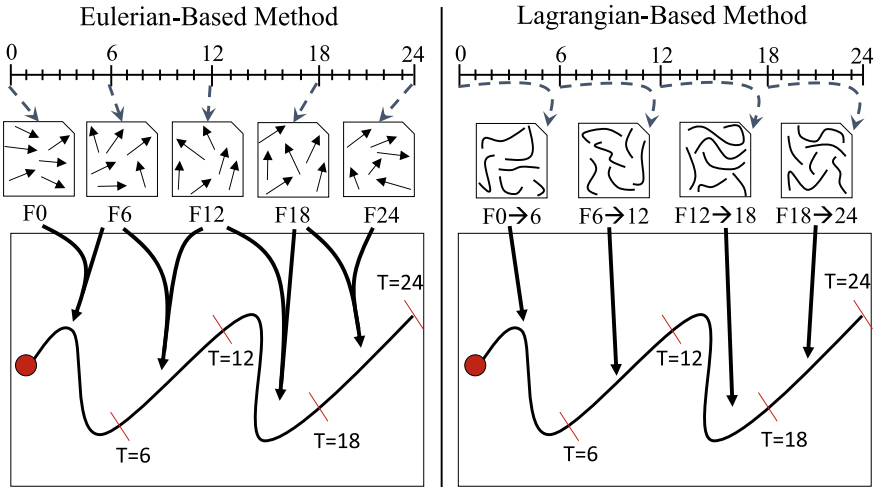 Eulerian-Based Method
0 6 12 18 24
F0 F6 F12 F18 F24
T=24
T=12
T=18
T=6
Lagrangian-Based Method
0 6 12 18 24
F0→6 F6→12 F12→18 F18→24
T=24
T=12
T=18
T=6